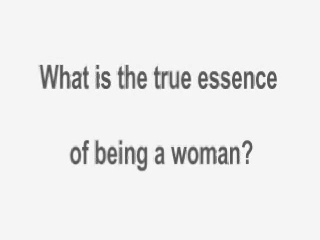 What is the true essence
of being a woman?